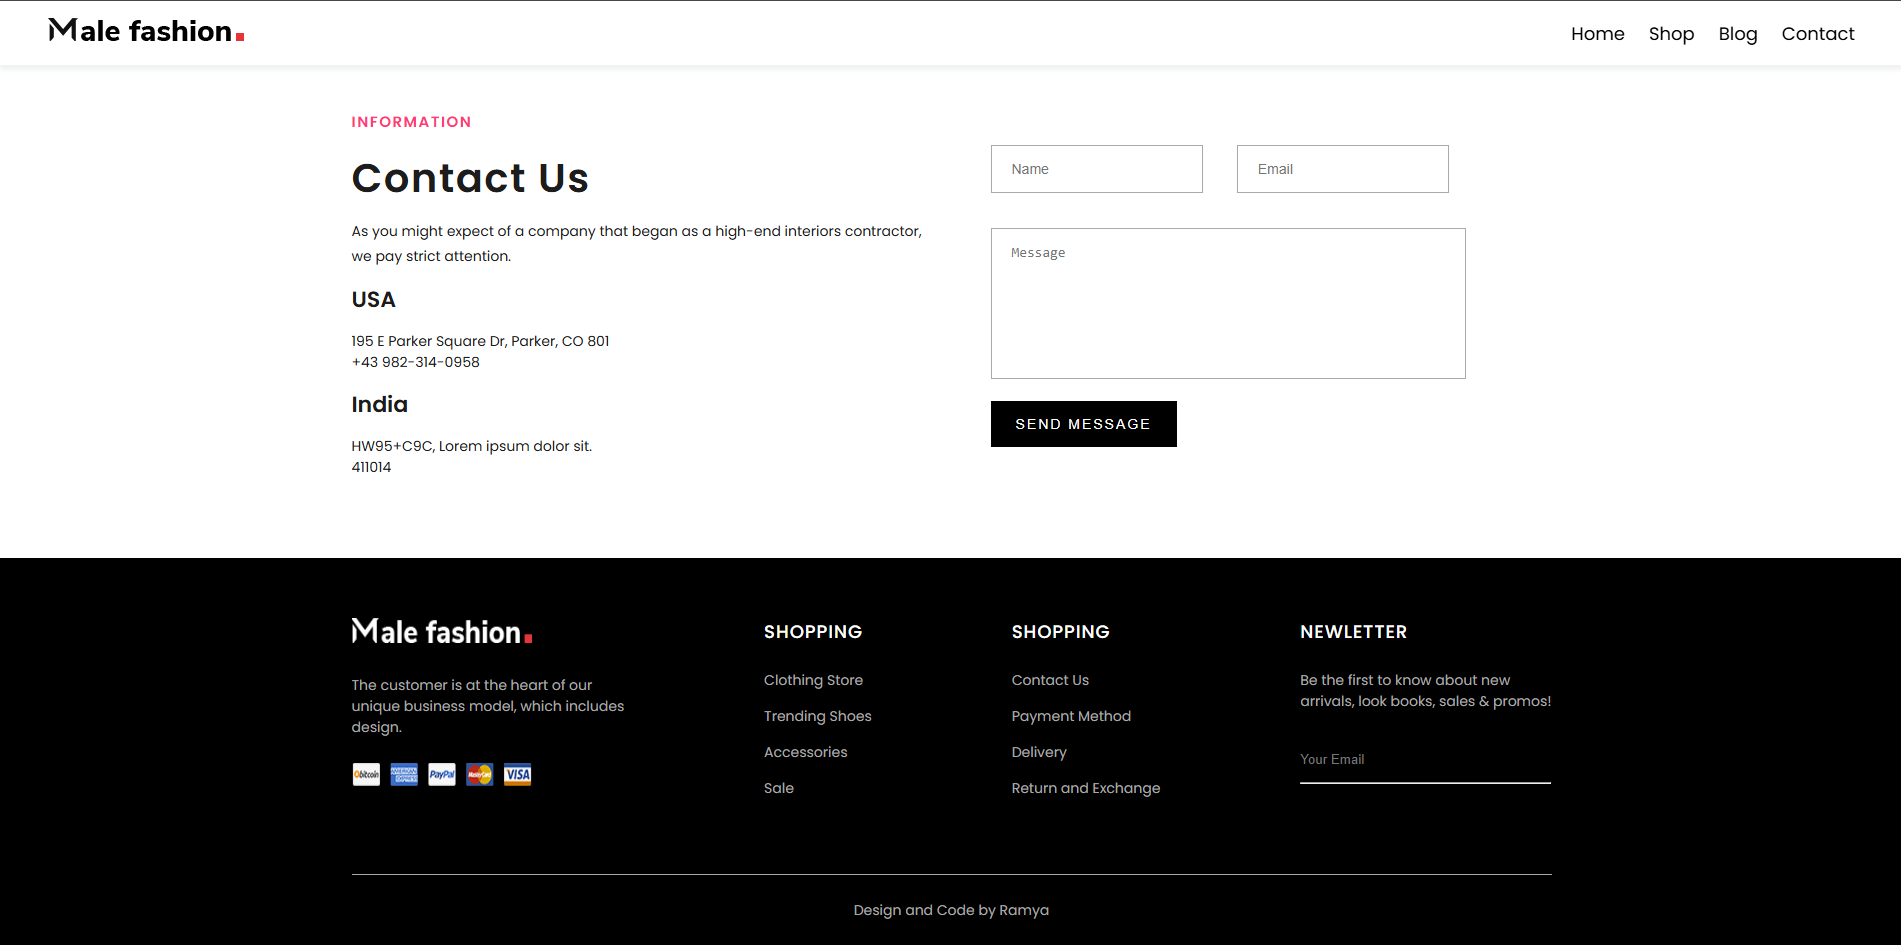 Male fashion.
Home Shop Blog Contact
INFORMATION
Contact Us
As you might expect of a company that began as a high-end interiors contractor,
we pay strict attention.
USA
195 E Parker Square Dr, Parker, CO 801
+43 982-314-0958
India
HW95+C9C, Lorem ipsum dolor sit.
411014
Name
Email
Message
SEND MESSAGE
Male fashion.
The customer is at the heart of our
unique business model, which includes
design.
bitcoin AMERICAN EXPRESS PayPal MasterCard VISA
SHOPPING
Clothing Store
Trending Shoes
Accessories
Sale
SHOPPING
Contact Us
Payment Method
Delivery
Return and Exchange
NEWLETTER
Be the first to know about new
arrivals, look books, sales & promos!
Your Email
Design and Code by Ramya